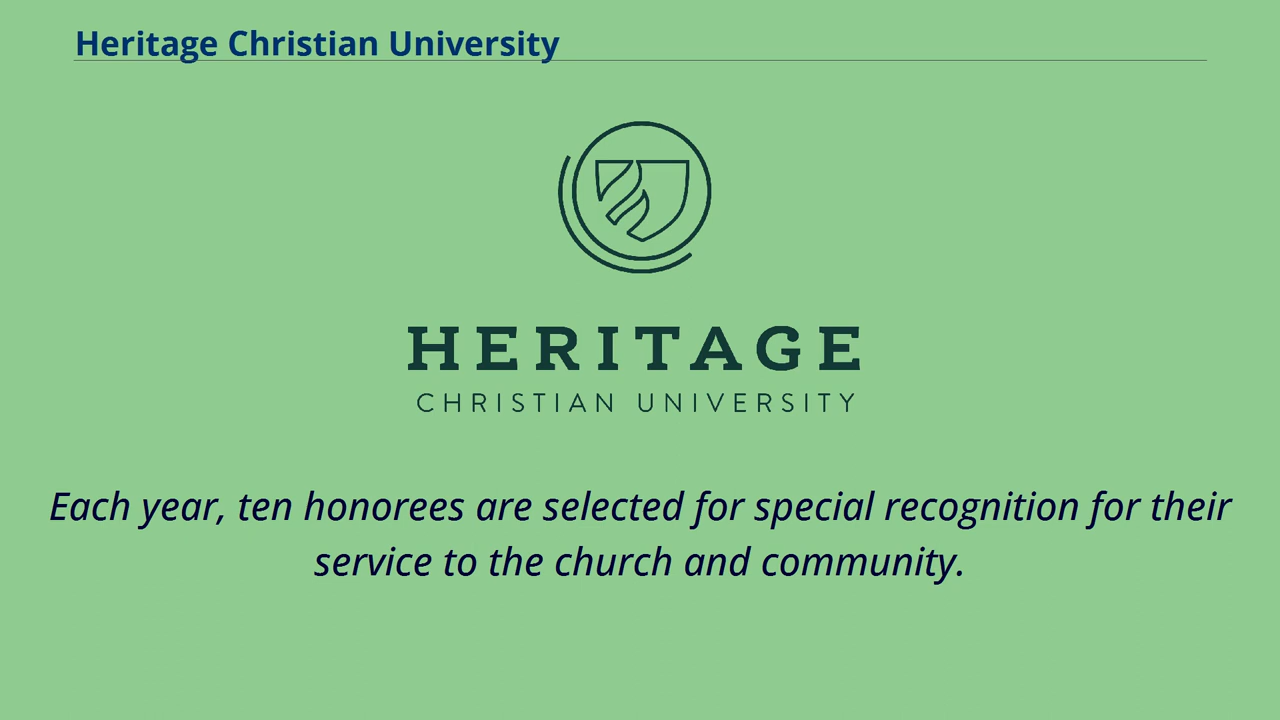 Heritage Christian University
HERITAGE
CHRISTIAN UNIVERSITY
Each year, ten honorees are selected for special recognition for their
service to the church and community.